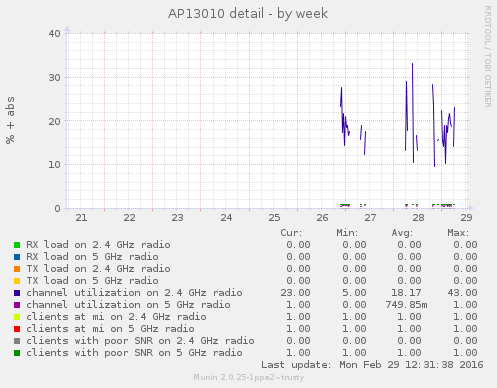 AP13010 detail - by week
RRDTOOL / TOBI OETIKER
% + abs
40
30
20
10
0
21 22 23 24 25 26 27 28 29
Cur: Min: Avg: Max:
RX load on 2.4 GHz radio 0.00 0.00 0.00 0.00
RX load on 5 GHz radio 0.00 0.00 0.00 0.00
TX load on 2.4 GHz radio 0.00 0.00 0.00 0.00
TX load on 5 GHz radio 0.00 0.00 0.00 0.00
channel utilization on 2.4 GHz radio 23.00 5.00 18.17 43.00
channel utilization on 5 GHz radio 1.00 0.00 749.85m 1.00
clients at mi on 2.4 GHz radio 0.00 0.00 0.00 0.00
clients at mi on 5 GHz radio 0.00 0.00 0.00 0.00
clients with poor SNR on 2.4 GHz radio 0.00 0.00 0.00 0.00
clients with poor SNR on 5 GHz radio 1.00 1.00 1.00 1.00
Last update: Mon Feb 29 12:31:38 2016
Munin 2.0.25-1ppa2~trusty